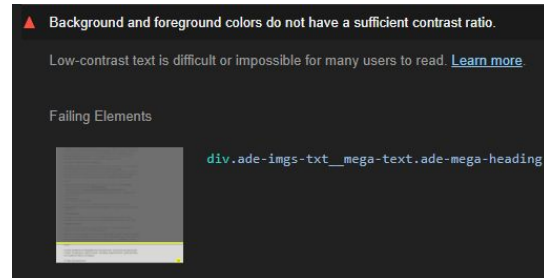 Background and foreground colors do not have a sufficient contrast ratio.
Low-contrast text is difficult or impossible for many users to read. Learn more.
Failing Elements
div.ade-imgs-txt__mega-text.ade-mega-heading